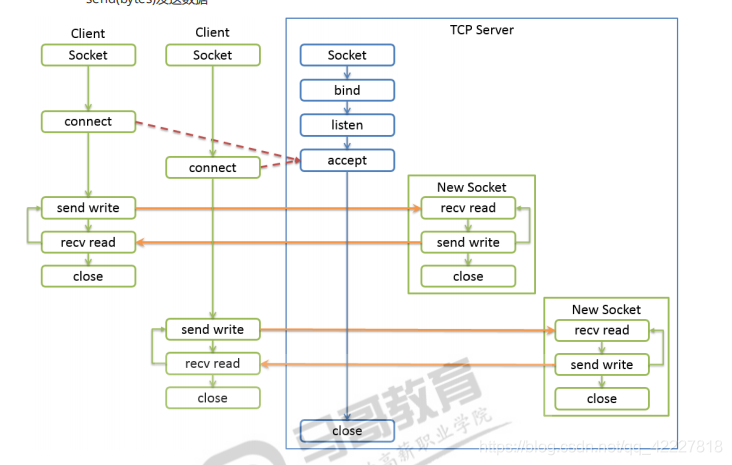 send(bytes)发送数据
Client
Client
TCP Server
Socket
Socket
Socket
bind
connect
listen
connect
accept
New Socket
send write
recv read
recv read
send write
close
close
New Socket
send write
recv read
recv read
send write
close
close
close
马哥教育
高新职业学院
https://blog.csdn.net/qq_42227818